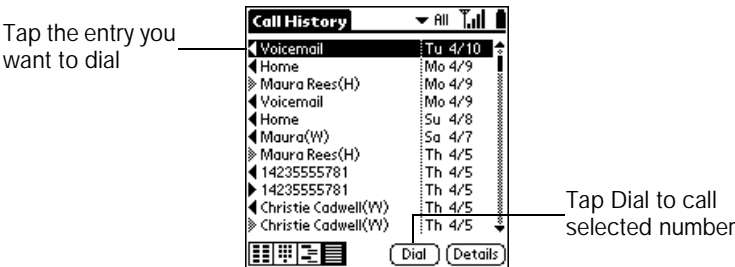 Call History All
Tap the entry you
want to dial
Voicemail Tu 4/10
Home Mo 4/9
Maura Rees(H) Mo 4/9
Voicemail Mo 4/9
Home Su 4/8
Maura(W) Sa 4/7
Maura Rees(H) Th 4/5
14235555781 Th 4/5
14235555781 Th 4/5
Christie Cadwell(W) Th 4/5
Christie Cadwell(W) Th 4/5
Tap Dial to call
selected number
Dial Details